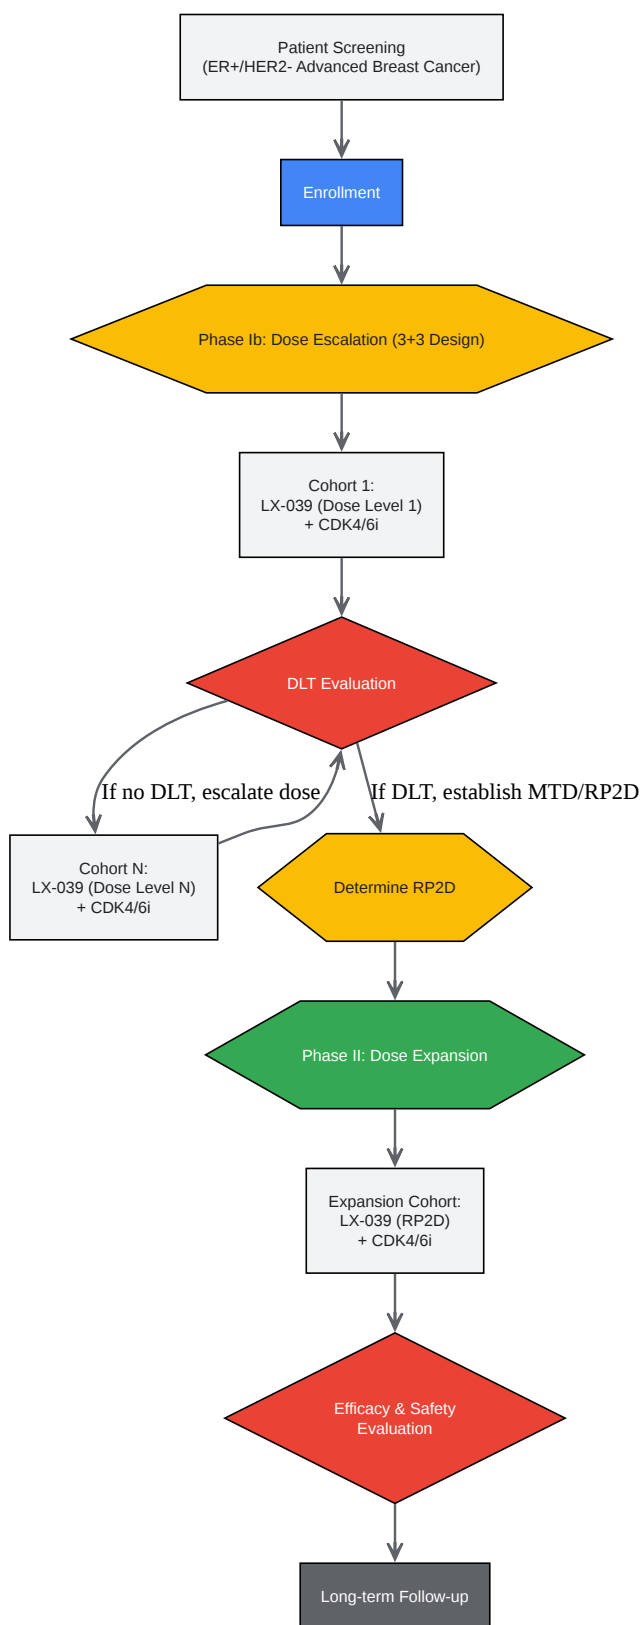 Patient Screening
(ER+/HER2- Advanced Breast Cancer)
Enrollment
Phase Ib: Dose Escalation (3+3 Design)
Cohort 1:
LX-039 (Dose Level 1)
+ CDK4/6i
DLT Evaluation
If no DLT, escalate dose
If DLT, establish MTD/RP2D
Cohort N:
LX-039 (Dose Level N)
+ CDK4/6i
Determine RP2D
Phase II: Dose Expansion
Expansion Cohort:
LX-039 (RP2D)
+ CDK4/6i
Efficacy & Safety
Evaluation
Long-term Follow-up